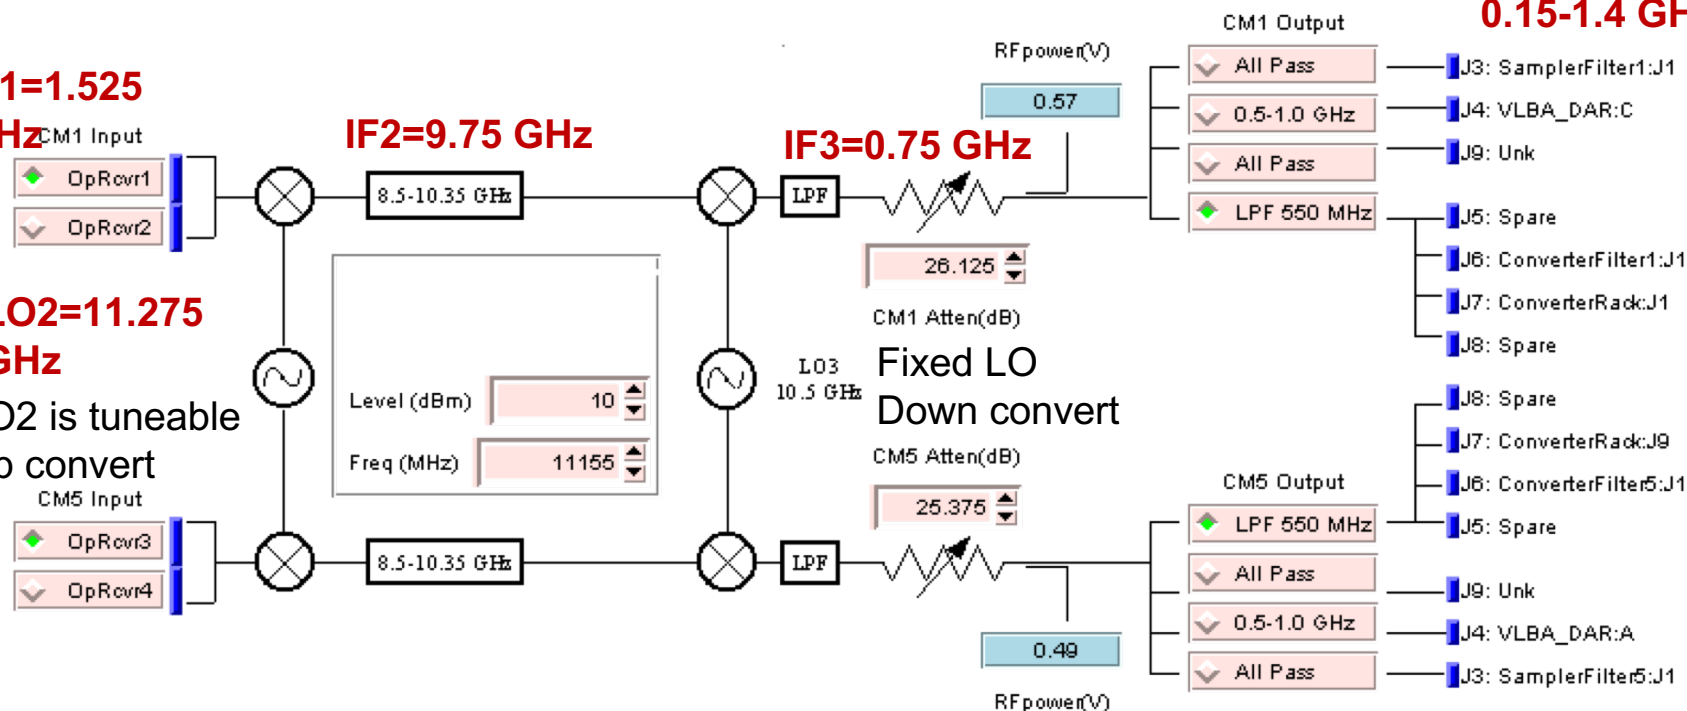 0.15-1.4 GH
CM1 Output
RFpower(V)
All Pass
J3: SamplerFilter1:J1
1=1.525
0.57
0.5-1.0 GHz
J4: VLBA_DAR:C
Hz
CM1 Input
IF2=9.75 GHz
IF3=0.75 GHz
All Pass
J9: Unk
OpRcvr1
8.5-10.35 GHz
LPF
LPF 550 MHz
J5: Spare
OpRcvr2
26.125
J6: ConverterFilter1:J1
J7: ConverterRack:J1
CM1 Atten(dB)
J8: Spare
LO2=11.275
GHz
LO3
10.5 GHz
Fixed LO
Down convert
O2 is tuneable
p convert
Level (dBm)
10
Freq (MHz)
11155
CM5 Atten(dB)
25.375
CM5 Output
J8: Spare
J7: ConverterRack:J9
J6: ConverterFilter5:J1
CM5 Input
LPF 550 MHz
J5: Spare
OpRcvr3
8.5-10.35 GHz
LPF
All Pass
J9: Unk
OpRcvr4
0.5-1.0 GHz
J4: VLBA_DAR:A
0.49
All Pass
J3: SamplerFilter5:J1
RFpower(V)